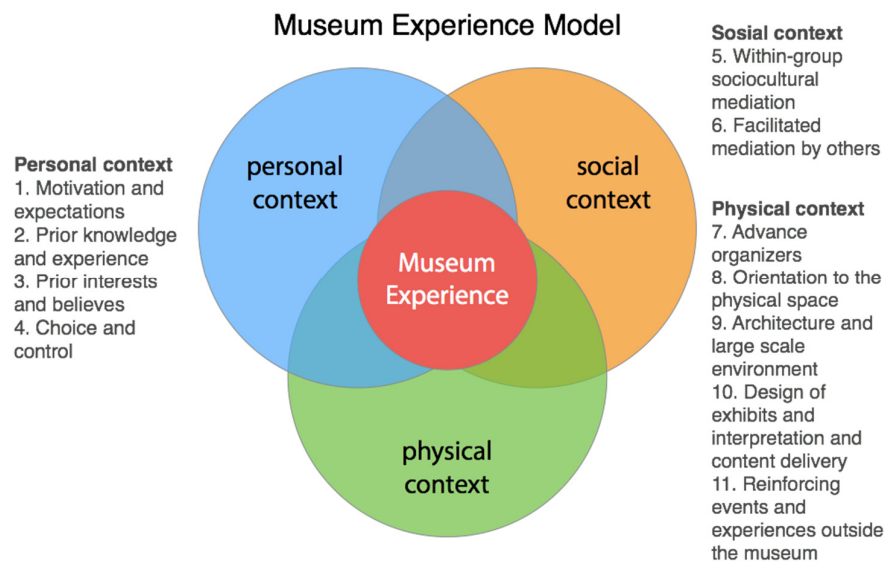 Museum Experience Model
Personal context
1. Motivation and
expectations
2. Prior knowledge
and experience
3. Prior interests
and believes
4. Choice and
control
personal
context
social
context
Museum
Experience
physical
context
Sosial context
5. Within-group
sociocultural
mediation
6. Facilitated
mediation by others
Physical context
7. Advance
organizers
8. Orientation to the
physical space
9. Architecture and
large scale
environment
10. Design of
exhibits and
interpretation and
content delivery
11. Reinforcing
events and
experiences outside
the museum